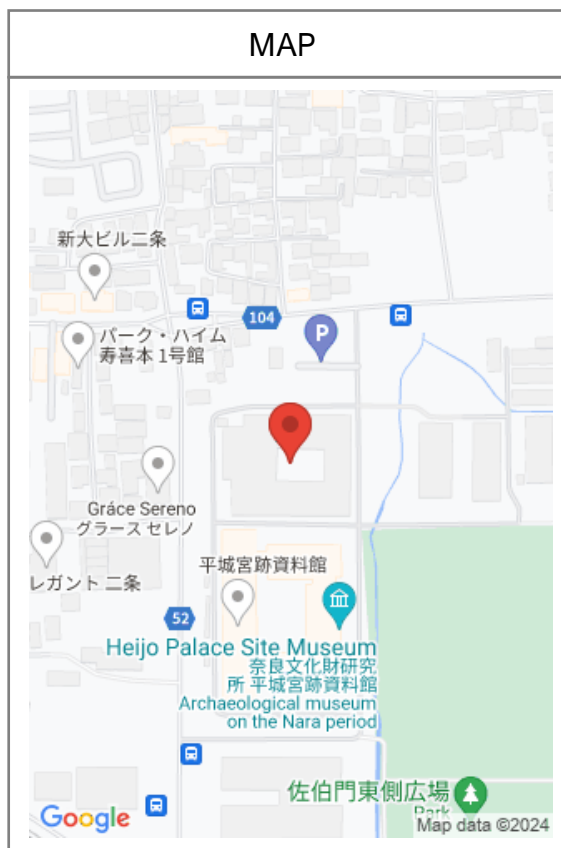 MAP
新大ビル二条
104
P
パーク・ハイム
寿喜本 1号館
Gráce Sereno
グラース セレノ
レガント 二条
平城宮跡資料館
52
Heijo Palace Site Museum
奈良文化財研究
所 平城宮跡資料館
Archaeological museum
on the Nara period
佐伯門東側広場
Park
Google
Map data ©2024